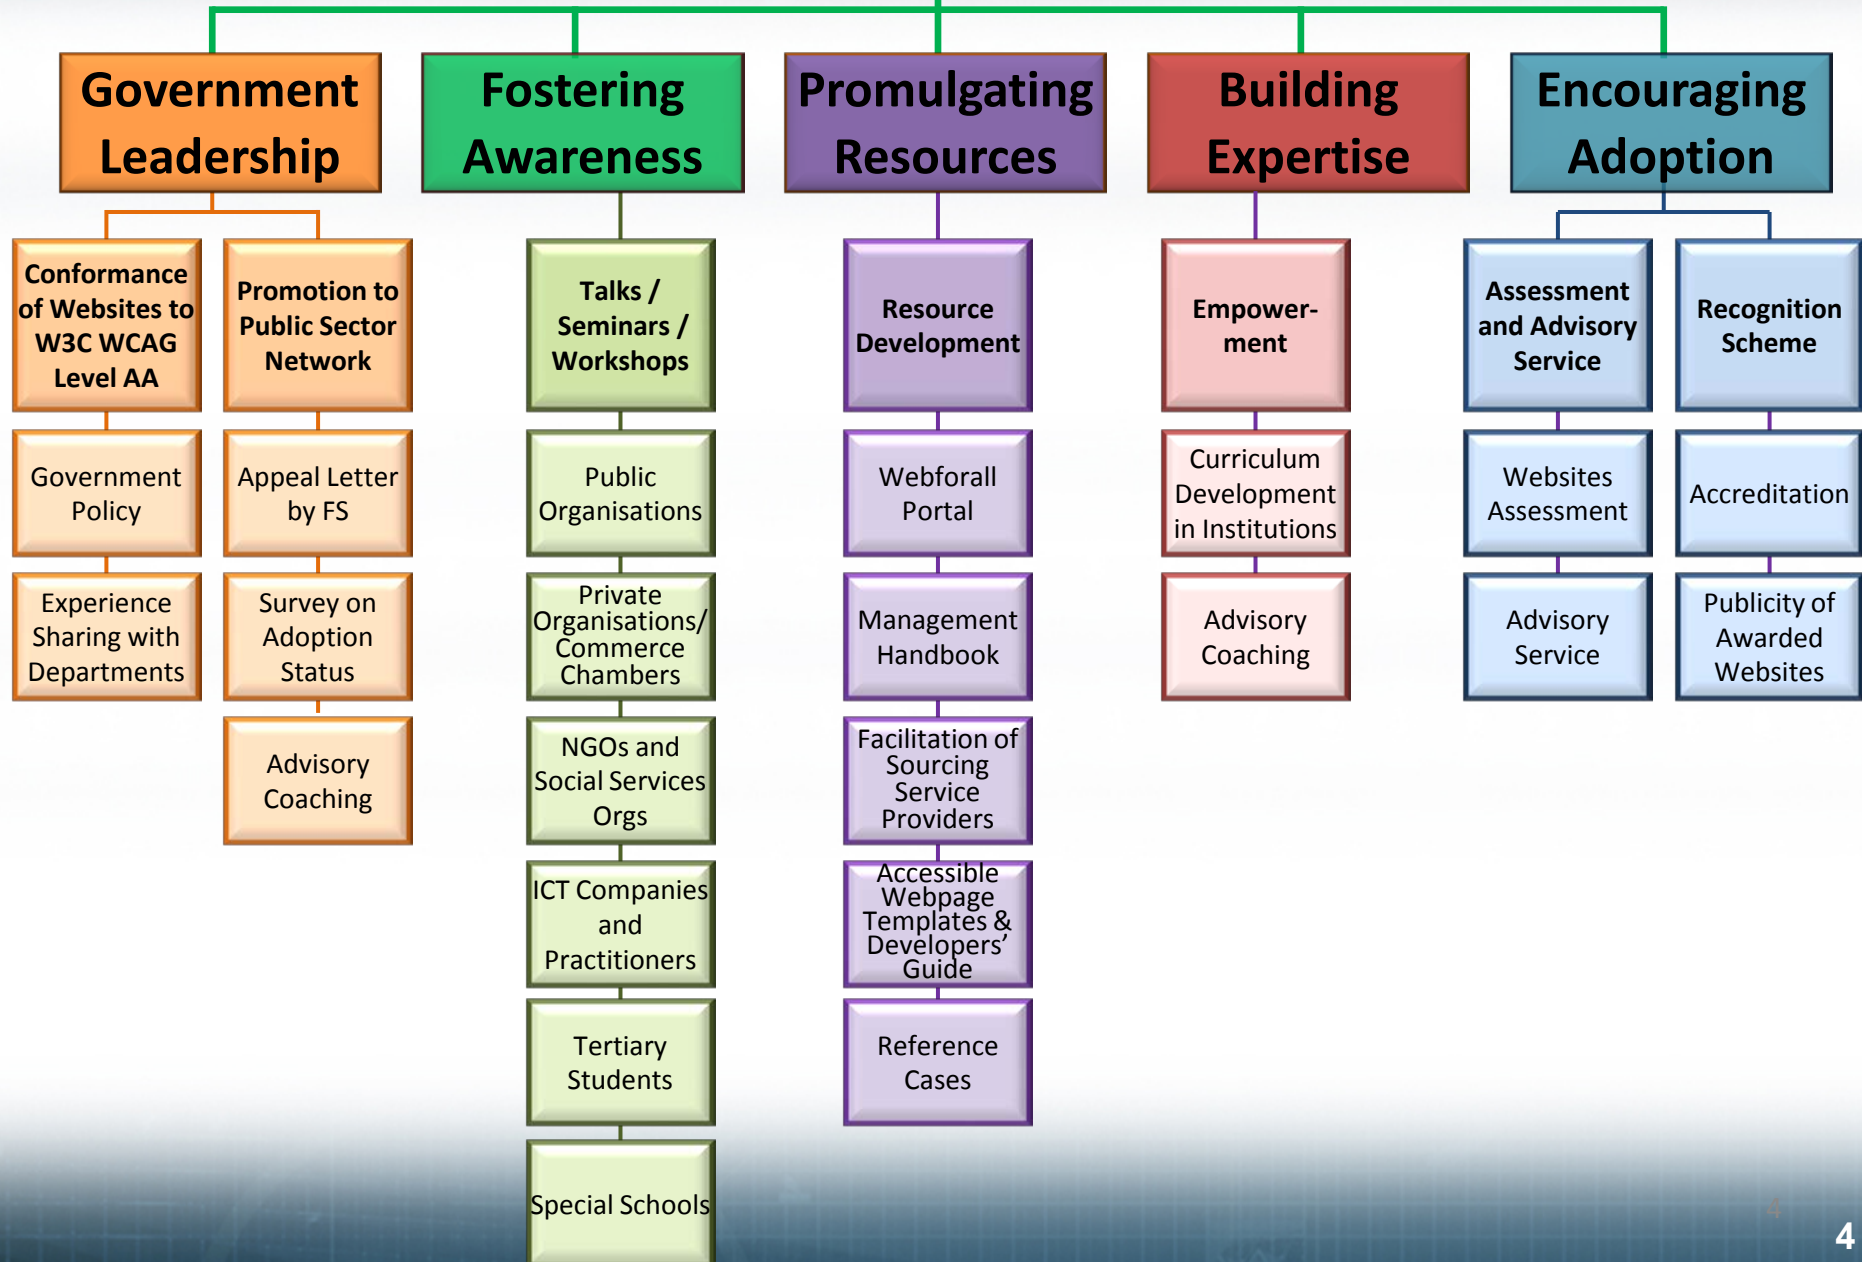 Government
Leadership
Fostering
Awareness
Promulgating
Resources
Building
Expertise
Encouraging
Adoption
Conformance
of Websites to
W3C WCAG
Level AA
Promotion to
Public Sector
Network
Talks /
Seminars /
Workshops
Resource
Development
Empower-
ment
Assessment
and Advisory
Service
Recognition
Scheme
Government
Policy
Appeal Letter
by FS
Public
Organisations
Webforall
Portal
Curriculum
Development
in Institutions
Websites
Assessment
Accreditation
Experience
Sharing with
Departments
Survey on
Adoption
Status
Private
Organisations/
Commerce
Chambers
Management
Handbook
Advisory
Coaching
Advisory
Service
Publicity of
Awarded
Websites
Advisory
Coaching
NGOs and
Social Services
Orgs
Facilitation of
Sourcing
Service
Providers
ICT Companies
and
Practitioners
Accessible
Webpage
Templates &
Developers’
Guide
Tertiary
Students
Reference
Cases
Special Schools
4
4